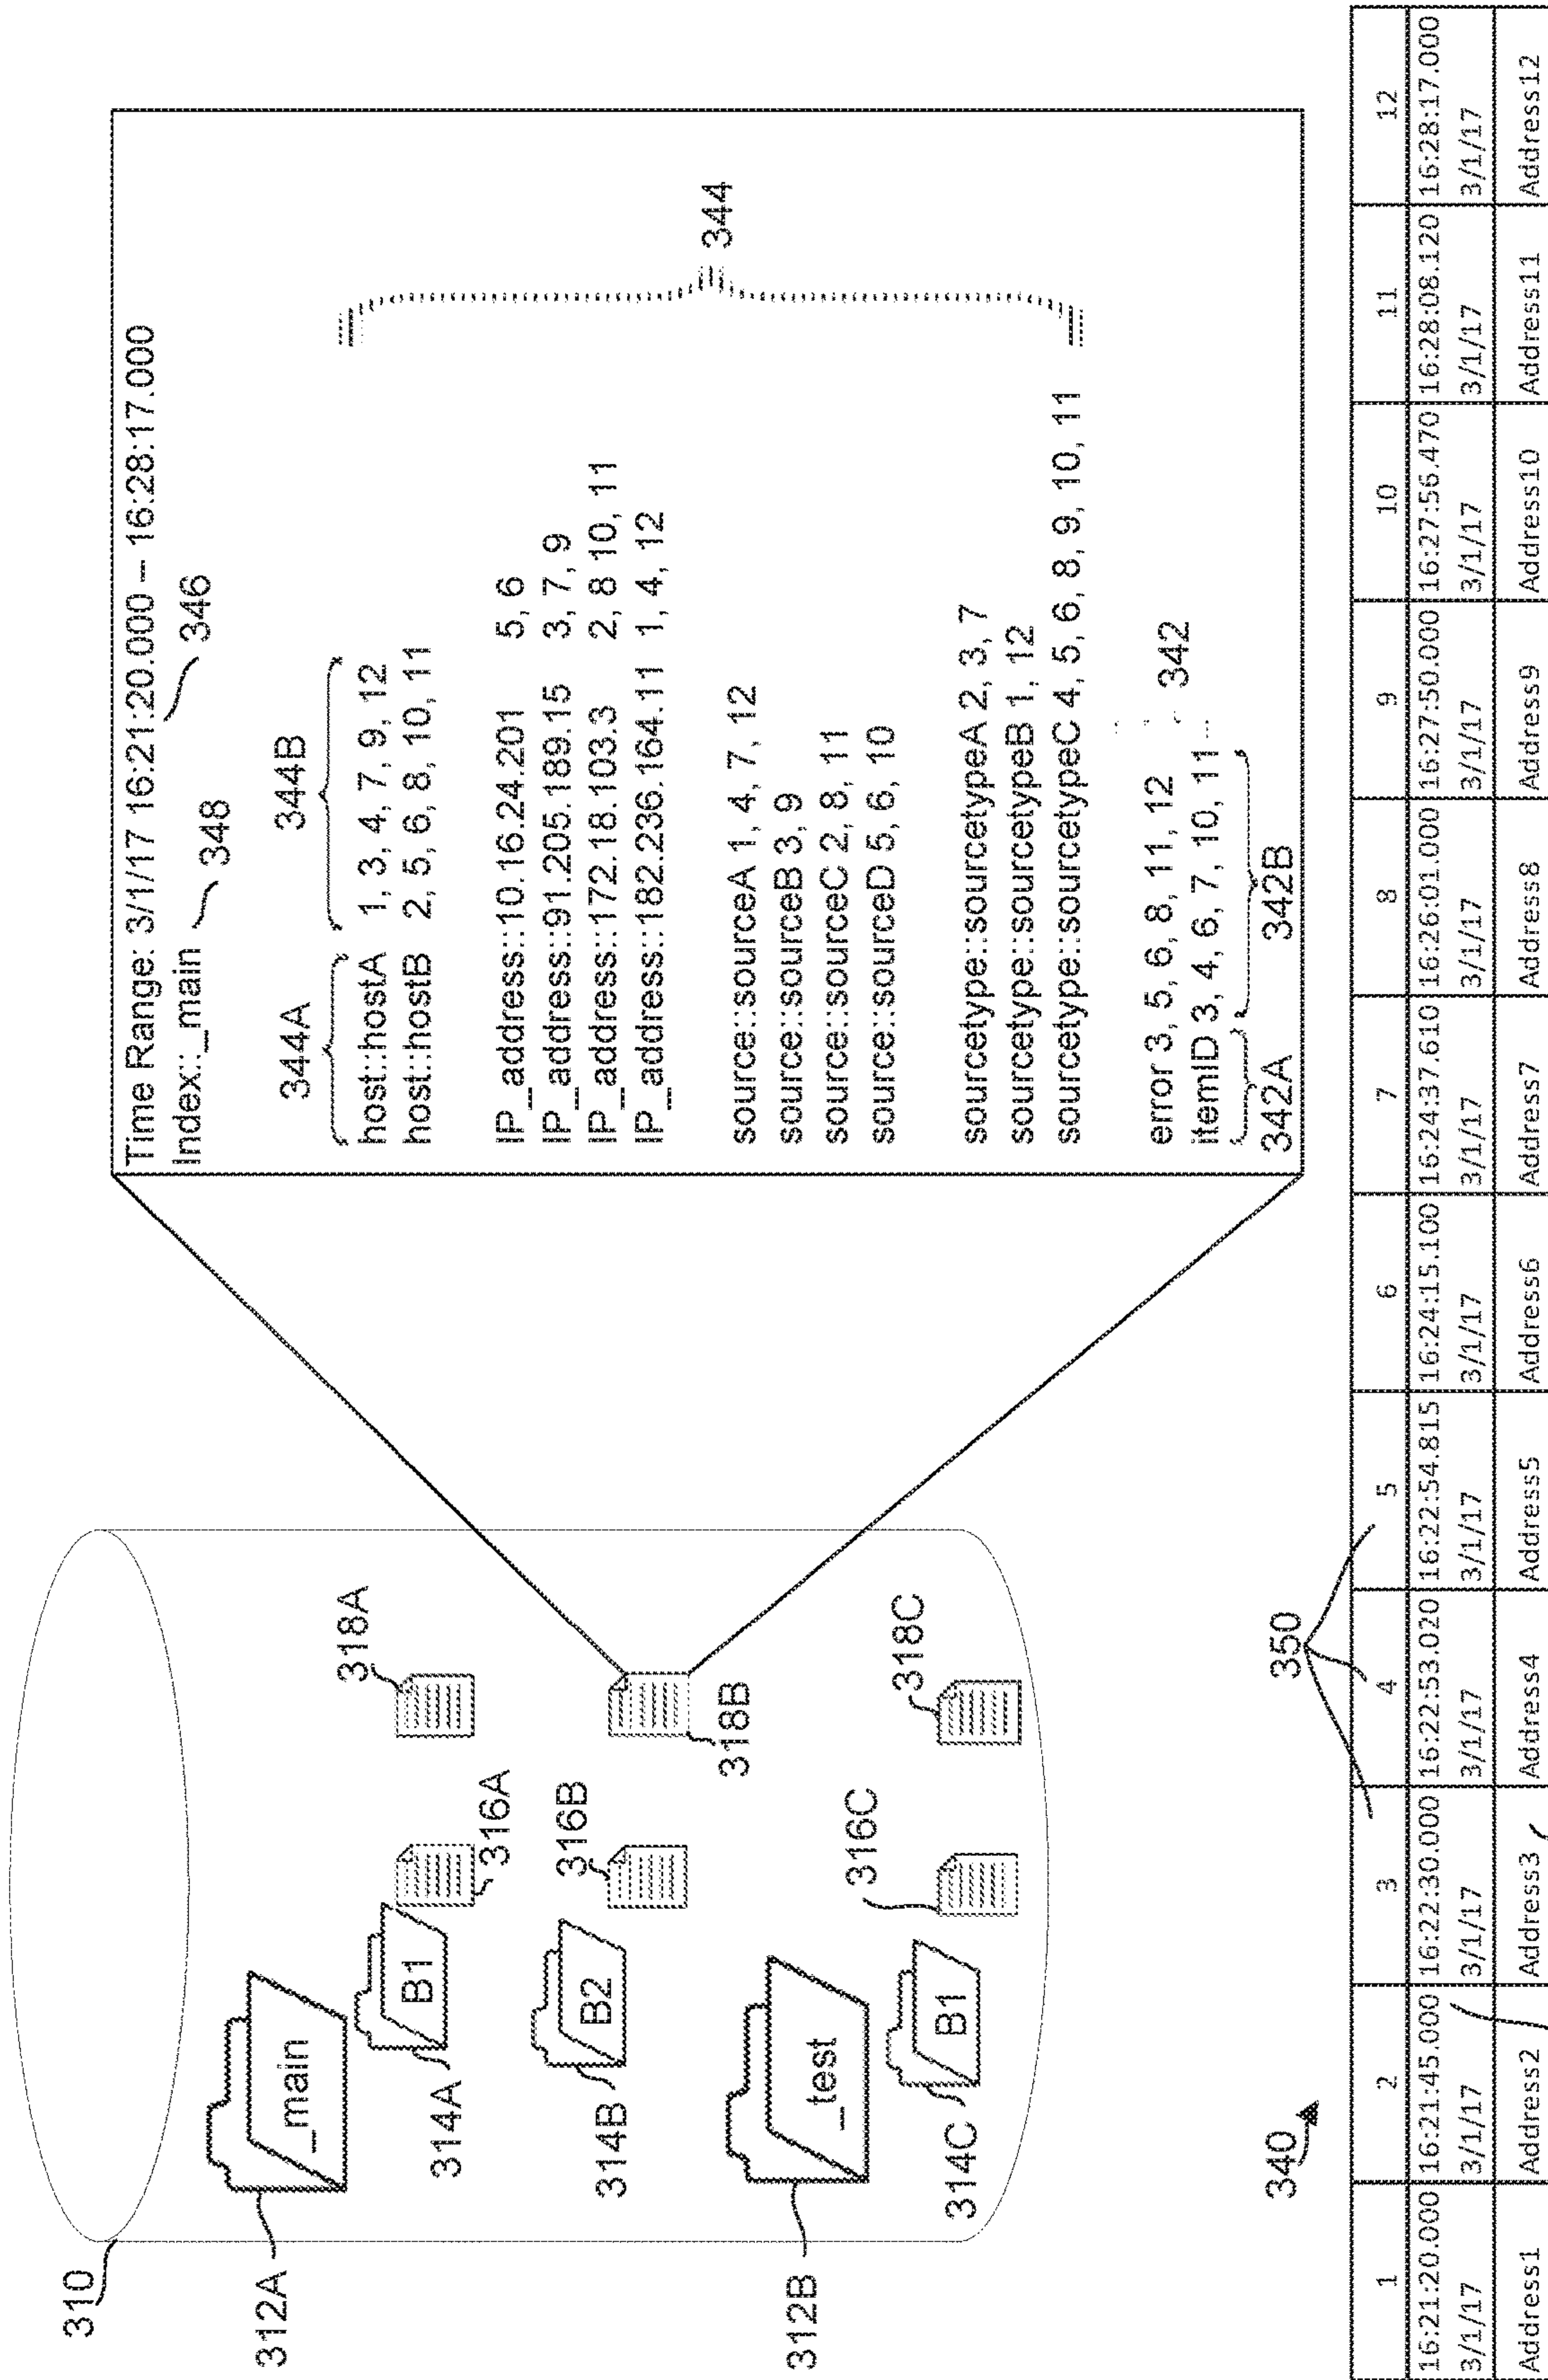 310
312A
_main
314A
B1
316A
318A
314B
B2
316B
318B
312B
_test
314C
B1
316C
318C
Time Range: 3/1/17 16:21:20.000 – 16:28:17.000
Index::_main
348
346
344A
344B
host::hostA 1, 3, 4, 7, 9, 12
host::hostB 2, 5, 6, 8, 10, 11
IP_address::10.16.24.201 5, 6
IP_address::91.205.189.15 3, 7, 9
IP_address::172.18.103.3 2, 8 10, 11
IP_address::182.236.164.11 1, 4, 12
344
source::sourceA 1, 4, 7, 12
source::sourceB 3, 9
source::sourceC 2, 8, 11
source::sourceD 5, 6, 10
sourcetype::sourcetypeA 2, 3, 7
sourcetype::sourcetypeB 1, 12
sourcetype::sourcetypeC 4, 5, 6, 8, 9, 10, 11
error 3, 5, 6, 8, 11, 12
itemID 3, 4, 6, 7, 10, 11
342
342A
342B
340
350
1 2 3 4 5 6 7 8 9 10 11 12
16:21:20.000 16:21:45.000 16:22:30.000 16:22:53.020 16:22:54.815 16:24:15.100 16:24:37.610 16:26:01.000 16:27:50.000 16:27:56.470 16:28:08.120 16:28:17.000
3/1/17 3/1/17 3/1/17 3/1/17 3/1/17 3/1/17 3/1/17 3/1/17 3/1/17 3/1/17 3/1/17 3/1/17
Address1 Address2 Address3 Address4 Address5 Address6 Address7 Address8 Address9 Address10 Address11 Address12